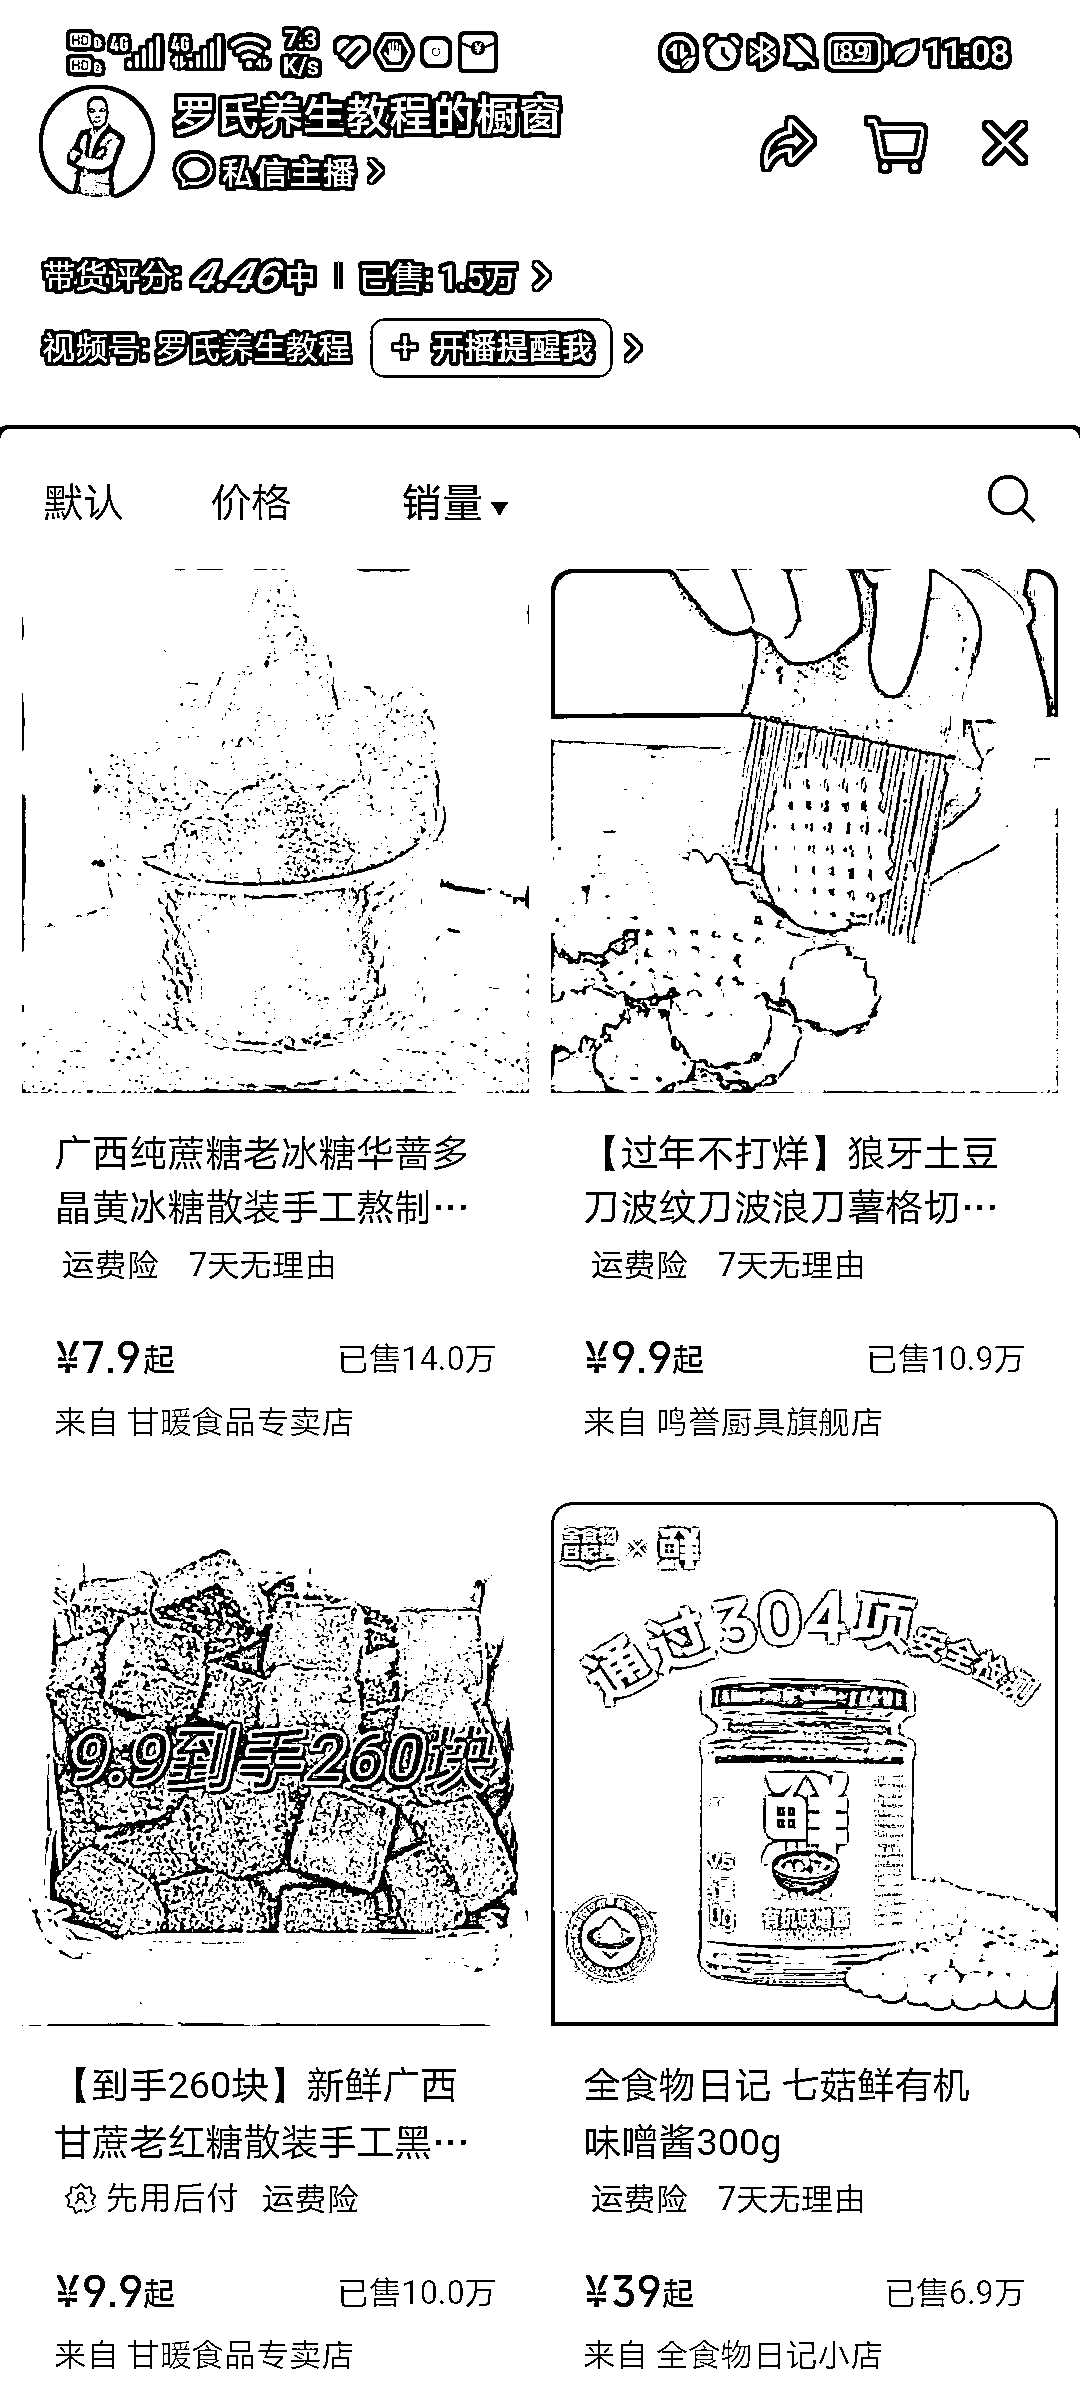 HD 1 4G 4G 7.3 K/s 89 11:08
HD 2
罗氏养生教程的橱窗
私信主播
带货评分: 4.46中 已售: 1.5万
视频号: 罗氏养生教程 + 开播提醒我
默认 价格 销量
广西纯蔗糖老冰糖华蔷多
晶黄冰糖散装手工熬制…
运费险 7天无理由
¥7.9起 已售14.0万
来自 甘暖食品专卖店
【过年不打烊】狼牙土豆
刀波纹刀波浪刀薯格切…
运费险 7天无理由
¥9.9起 已售10.9万
来自 鸣誉厨具旗舰店
9.9到手260块
【到手260块】新鲜广西
甘蔗老红糖散装手工黑…
先用后付 运费险
¥9.9起 已售10.0万
来自 甘暖食品专卖店
通过304项安全检测
全食物日记 七菇鲜有机
味噌酱300g
运费险 7天无理由
¥39起 已售6.9万
来自 全食物日记小店